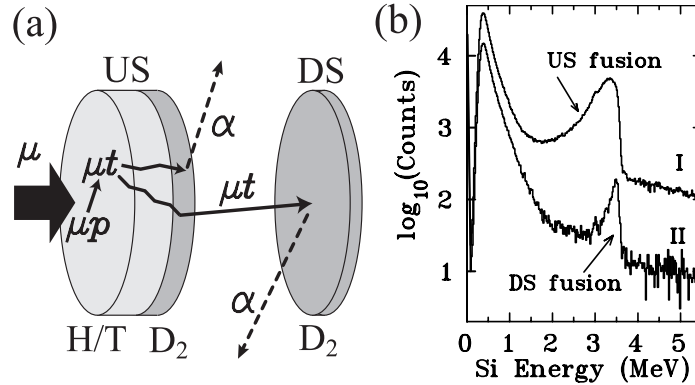 (a)
US
DS
α
μ
μt
μt
μp
α
H/T
D₂
D₂
(b)
log₁₀(Counts)
4
3
2
1
US fusion
I
II
DS fusion
0 1 2 3 4 5
Si Energy (MeV)